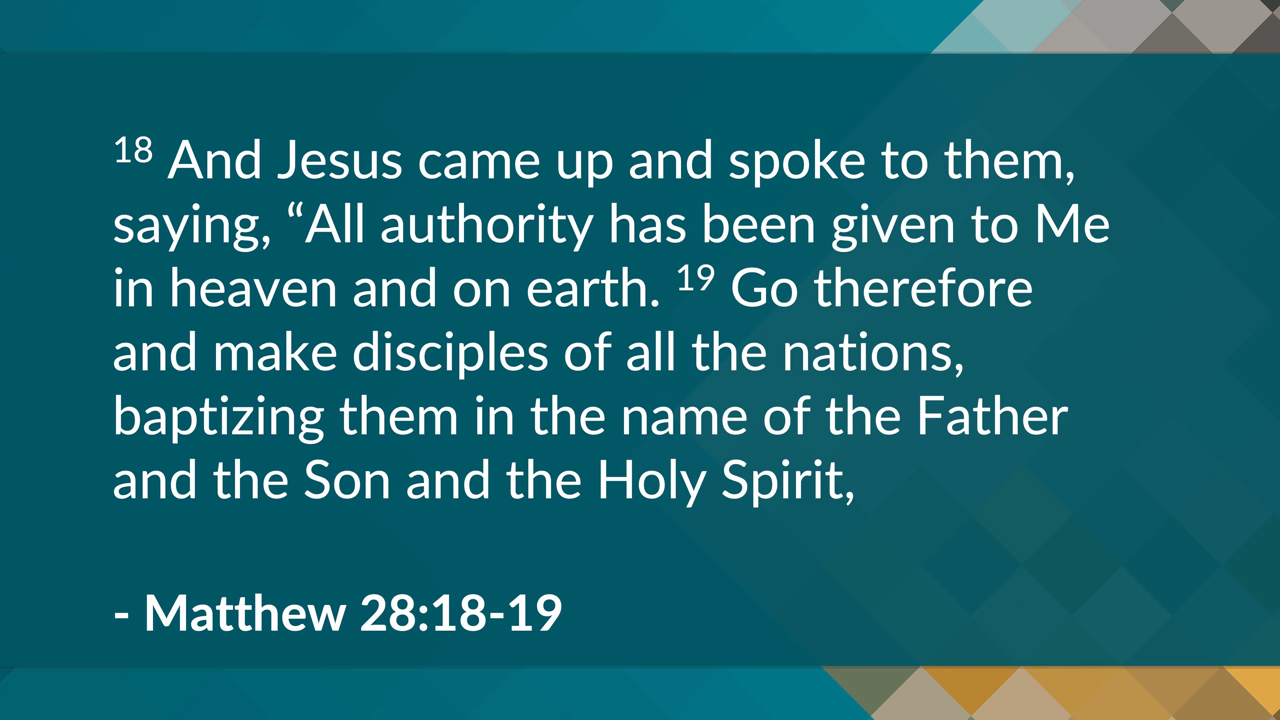 18 And Jesus came up and spoke to them,
saying, “All authority has been given to Me
in heaven and on earth. 19 Go therefore
and make disciples of all the nations,
baptizing them in the name of the Father
and the Son and the Holy Spirit,
- Matthew 28:18-19